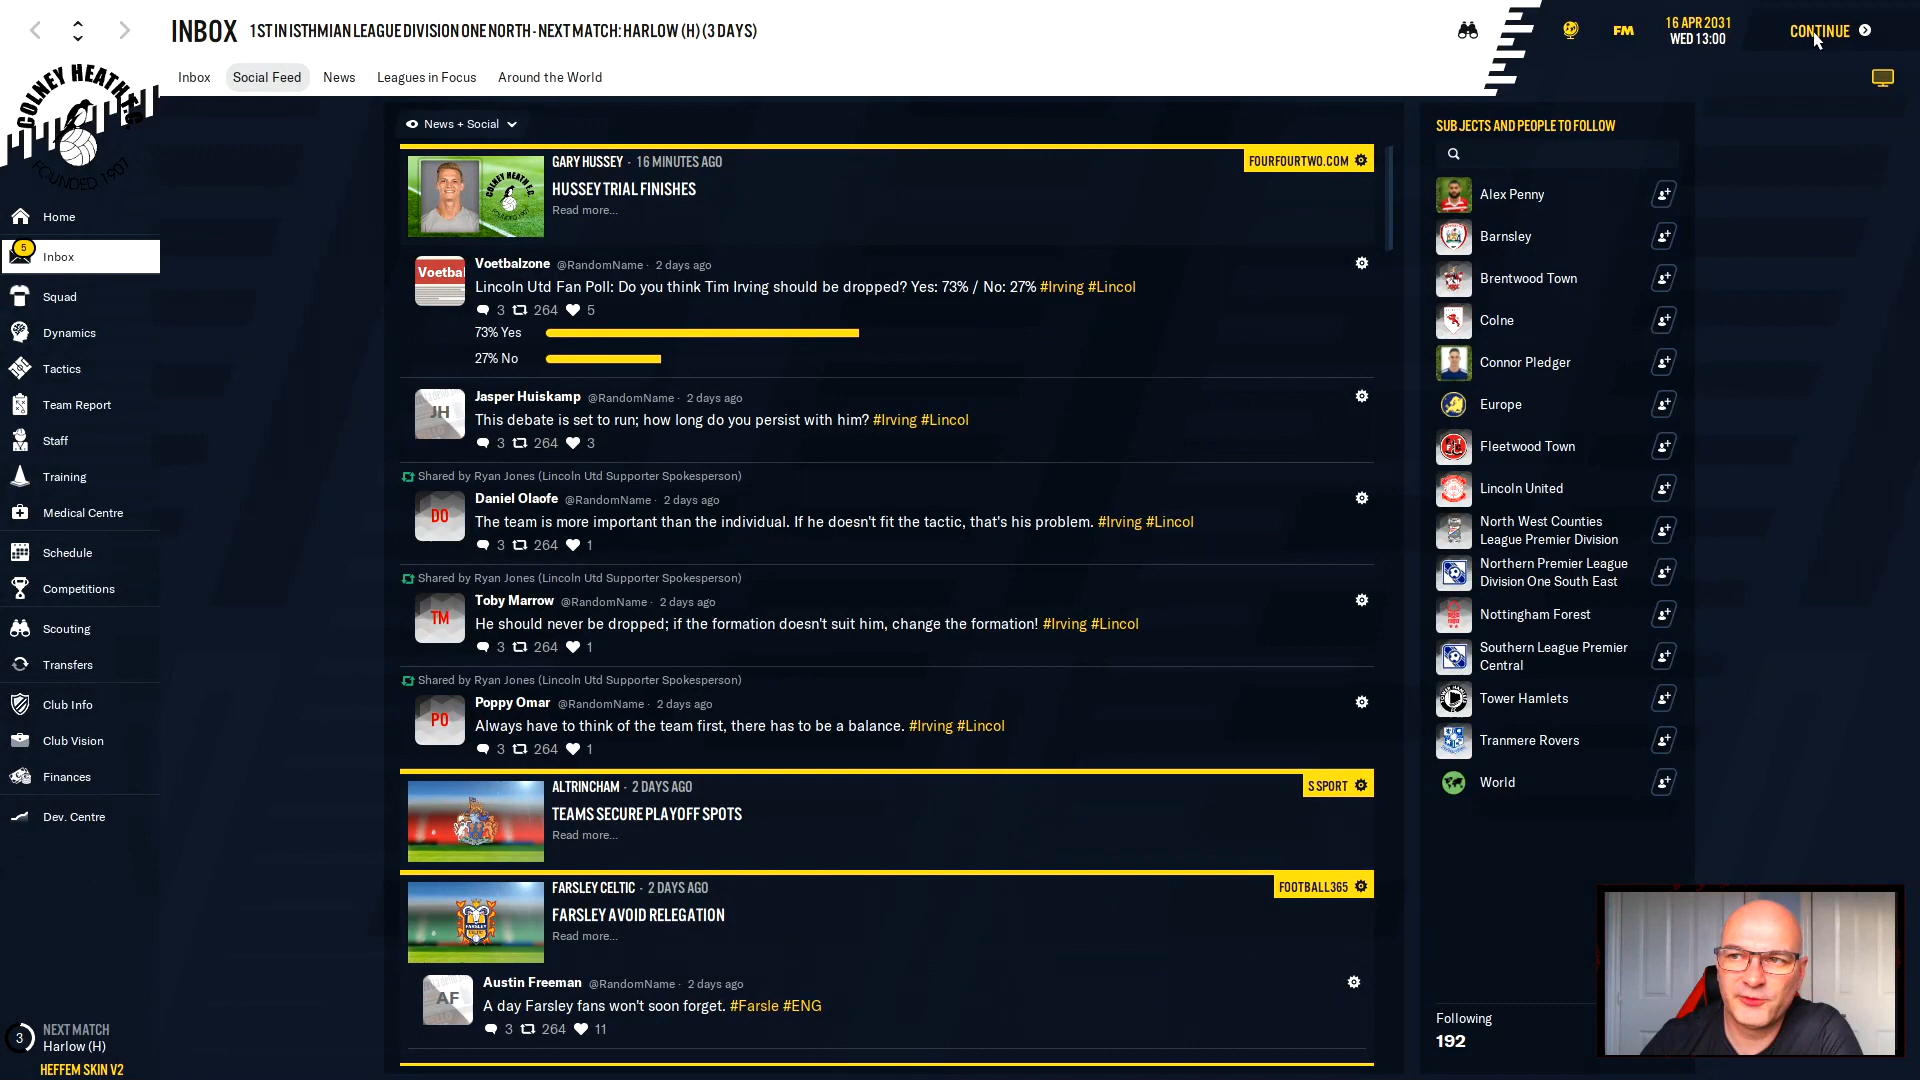 INBOX
1ST IN ISTHMIAN LEAGUE DIVISION ONE NORTH - NEXT MATCH: HARLOW (H) (3 DAYS)
FM
16 APR 2031
WED 13:00
CONTINUE
Inbox
Social Feed
News
Leagues in Focus
Around the World
COLNEY HEATH F.C.
FOUNDED 1907
Home
5
Inbox
Squad
Dynamics
Tactics
Team Report
Staff
Training
Medical Centre
Schedule
Competitions
Scouting
Transfers
Club Info
Club Vision
Finances
Dev. Centre
3
NEXT MATCH
Harlow (H)
HEFFEM SKIN V2
News + Social
GARY HUSSEY - 16 MINUTES AGO
FOURFOURTWO.COM
HUSSEY TRIAL FINISHES
Read more...
Voetbal
Voetbalzone @RandomName · 2 days ago
Lincoln Utd Fan Poll: Do you think Tim Irving should be dropped? Yes: 73% / No: 27% #Irving #Lincol
3 264 5
73% Yes
27% No
JH
Jasper Huiskamp @RandomName · 2 days ago
This debate is set to run; how long do you persist with him? #Irving #Lincol
3 264 3
Shared by Ryan Jones (Lincoln Utd Supporter Spokesperson)
DO
Daniel Olaofe @RandomName · 2 days ago
The team is more important than the individual. If he doesn't fit the tactic, that's his problem. #Irving #Lincol
3 264 1
Shared by Ryan Jones (Lincoln Utd Supporter Spokesperson)
TM
Toby Marrow @RandomName · 2 days ago
He should never be dropped; if the formation doesn't suit him, change the formation! #Irving #Lincol
3 264 1
Shared by Ryan Jones (Lincoln Utd Supporter Spokesperson)
PO
Poppy Omar @RandomName · 2 days ago
Always have to think of the team first, there has to be a balance. #Irving #Lincol
3 264 1
ALTRINCHAM - 2 DAYS AGO
S SPORT
TEAMS SECURE PLAYOFF SPOTS
Read more...
FARSLEY CELTIC - 2 DAYS AGO
FOOTBALL365
FARSLEY AVOID RELEGATION
Read more...
AF
Austin Freeman @RandomName · 2 days ago
A day Farsley fans won't soon forget. #Farsle #ENG
3 264 11
SUBJECTS AND PEOPLE TO FOLLOW
Alex Penny
Barnsley
Brentwood Town
Colne
Connor Pledger
Europe
Fleetwood Town
Lincoln United
North West Counties
League Premier Division
Northern Premier League
Division One South East
Nottingham Forest
Southern League Premier
Central
Tower Hamlets
Tranmere Rovers
World
Following
192